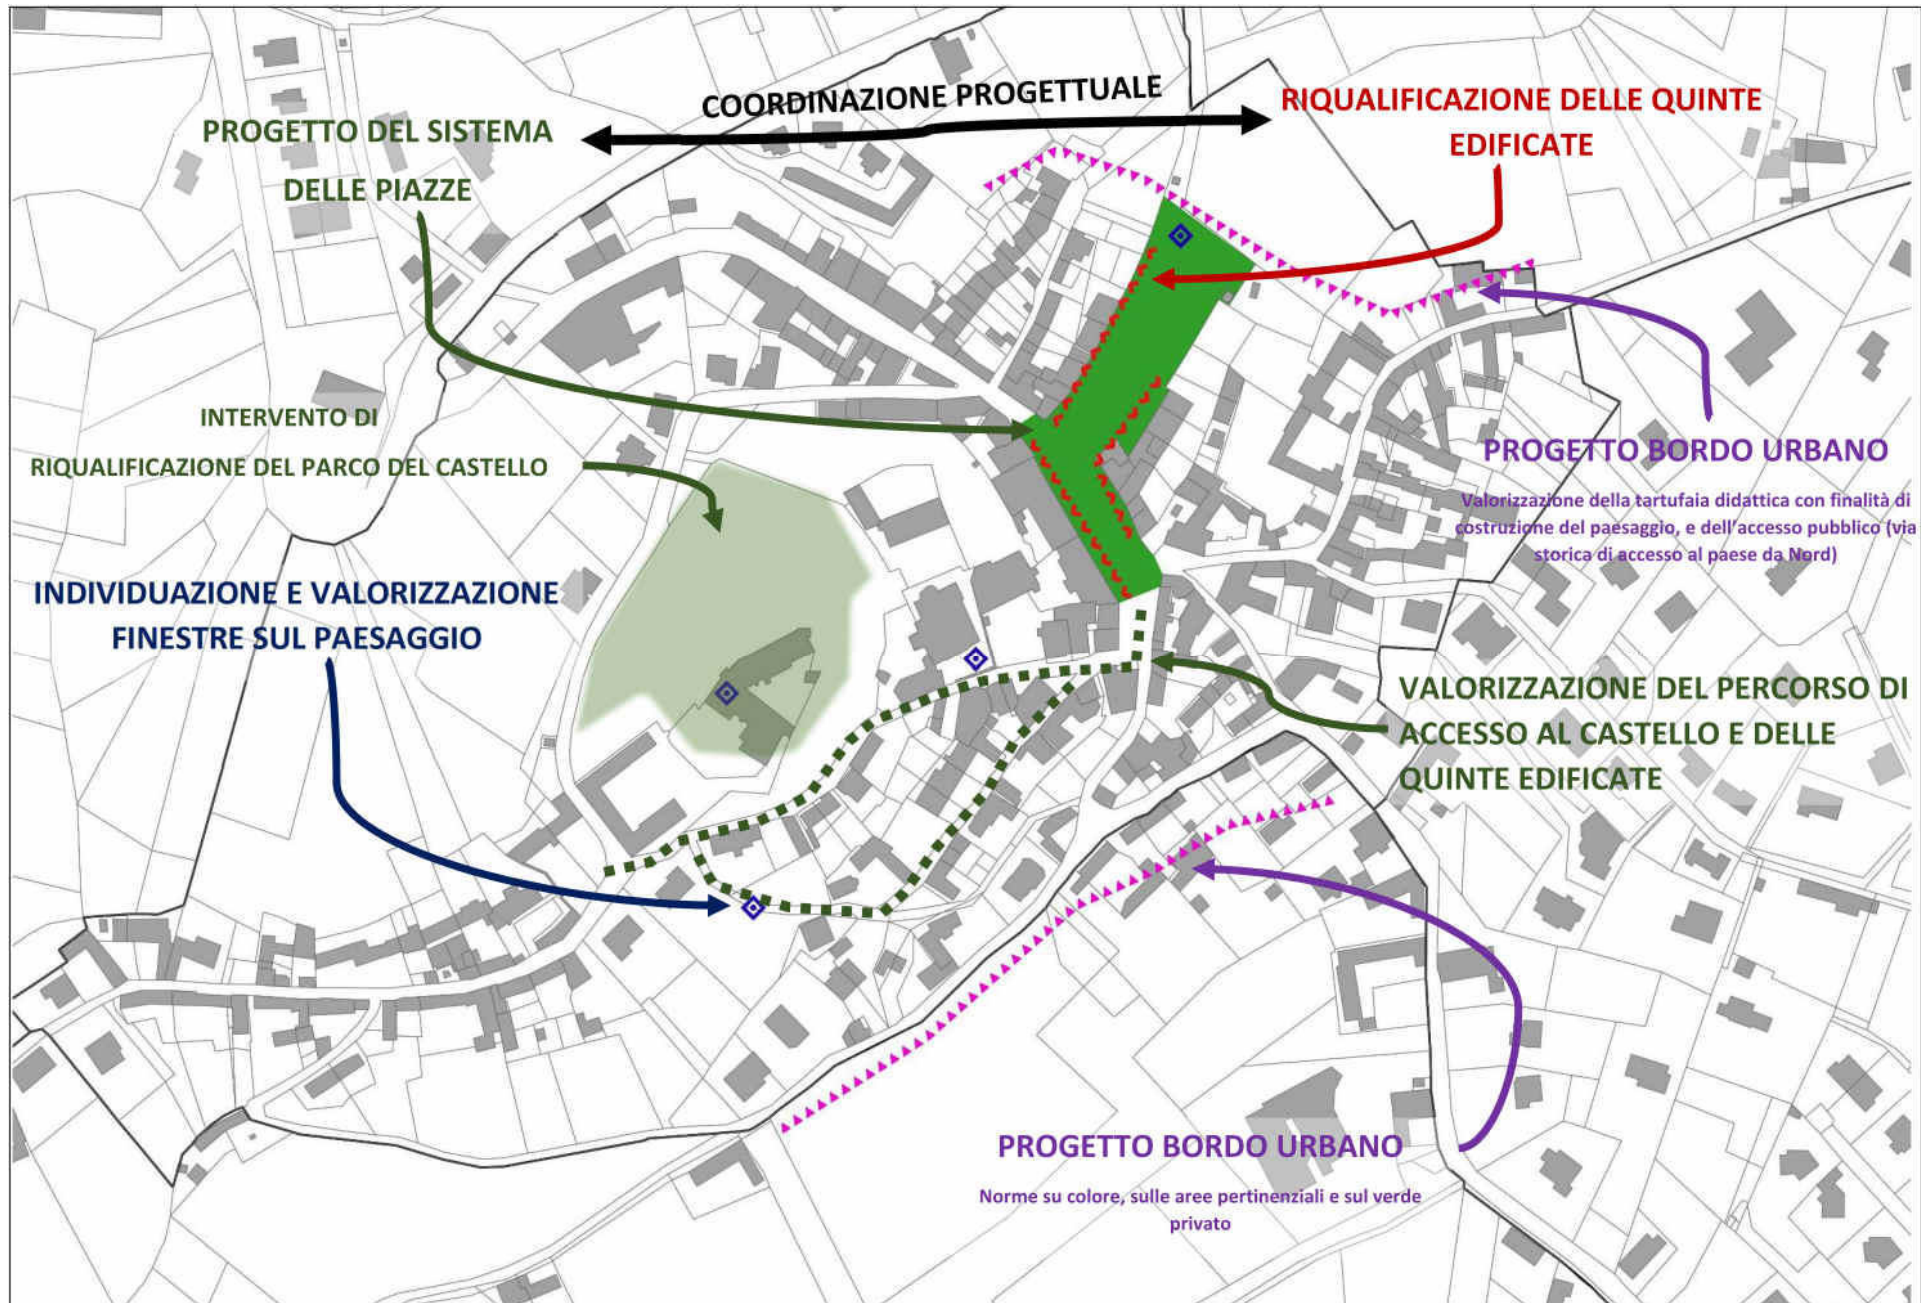 COORDINAZIONE PROGETTUALE
PROGETTO DEL SISTEMA
DELLE PIAZZE
RIQUALIFICAZIONE DELLE QUINTE
EDIFICATE
INTERVENTO DI
RIQUALIFICAZIONE DEL PARCO DEL CASTELLO
PROGETTO BORDO URBANO
Valorizzazione della tartufaia didattica con finalità di
costruzione del paesaggio, e dell'accesso pubblico (via
storica di accesso al paese da Nord)
INDIVIDUAZIONE E VALORIZZAZIONE
FINESTRE SUL PAESAGGIO
VALORIZZAZIONE DEL PERCORSO DI
ACCESSO AL CASTELLO E DELLE
QUINTE EDIFICATE
PROGETTO BORDO URBANO
Norme su colore, sulle aree pertinenziali e sul verde
privato